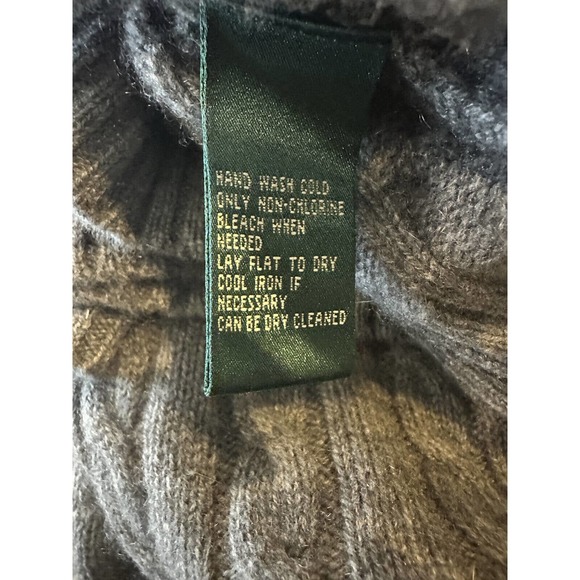 HAND WASH COLD
ONLY NON-CHLORINE
BLEACH WHEN
NEEDED
LAY FLAT TO DRY
COOL IRON IF
NECESSARY
CAN BE DRY CLEANED